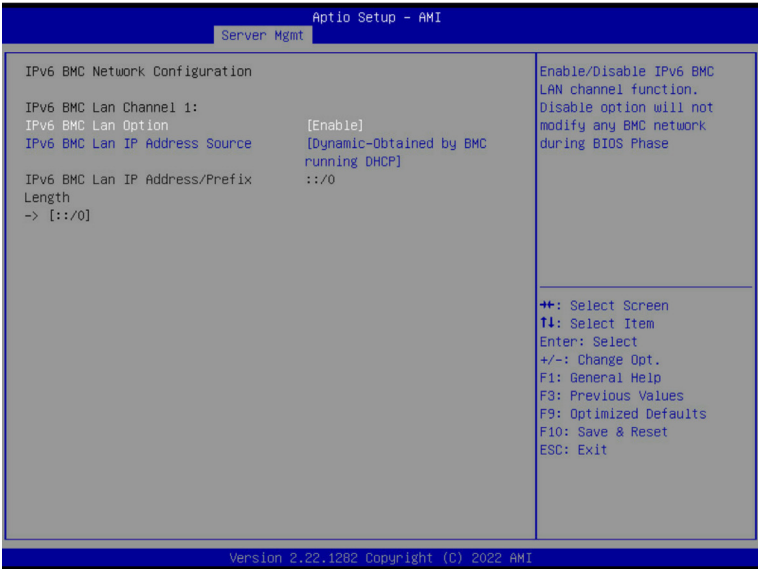 Aptio Setup – AMI
Server Mgmt
IPv6 BMC Network Configuration
IPv6 BMC Lan Channel 1:
IPv6 BMC Lan Option [Enable]
IPv6 BMC Lan IP Address Source [Dynamic-Obtained by BMC
running DHCP]
IPv6 BMC Lan IP Address/Prefix ::/0
Length
-> [::/0]
Enable/Disable IPv6 BMC
LAN channel function.
Disable option will not
modify any BMC network
during BIOS Phase
→←: Select Screen
↑↓: Select Item
Enter: Select
+/-: Change Opt.
F1: General Help
F3: Previous Values
F9: Optimized Defaults
F10: Save & Reset
ESC: Exit
Version 2.22.1282 Copyright (C) 2022 AMI